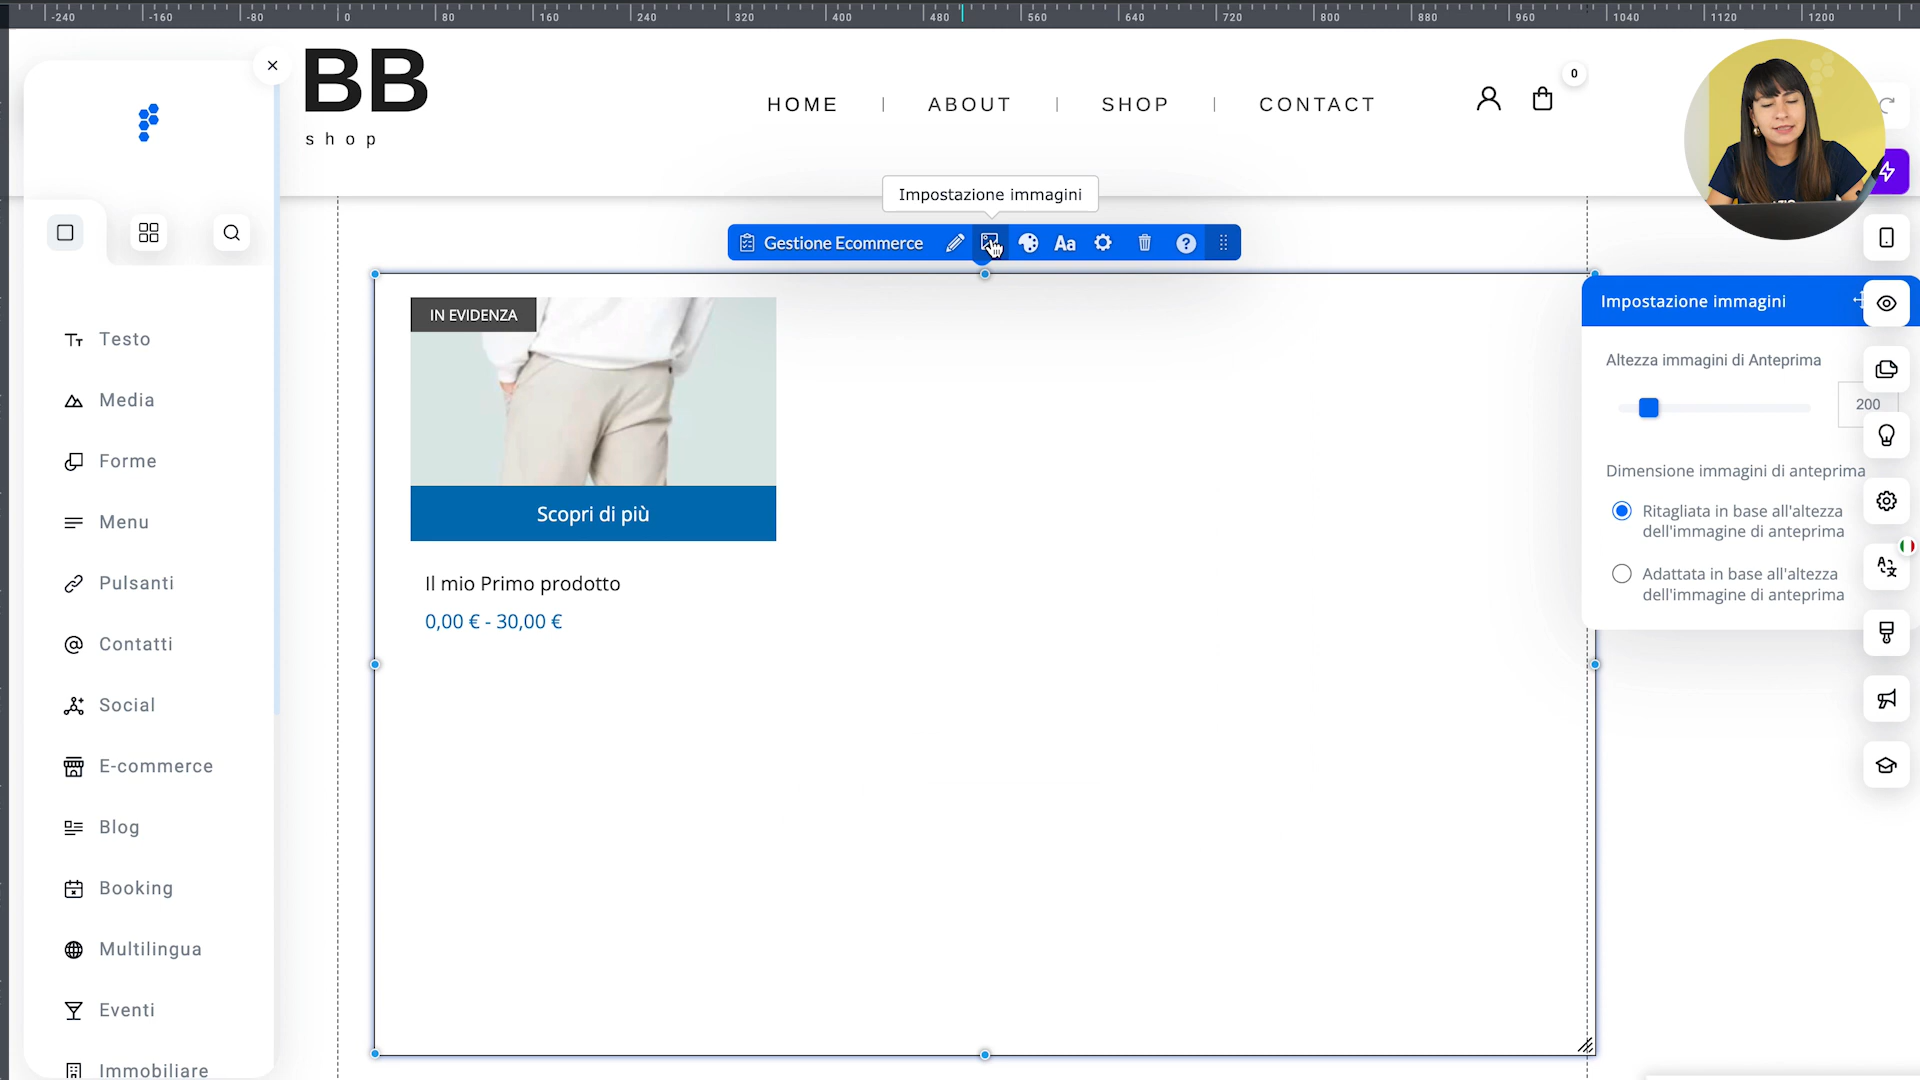 -240 -160 -80 0 80 160 240 320 400 480 560 640 720 800 880 960 1040 1120 1200
BB
shop
HOME | ABOUT | SHOP | CONTACT
0
Impostazione immagini
Gestione Ecommerce
Aa
?
IN EVIDENZA
Scopri di più
Il mio Primo prodotto
0,00 € - 30,00 €
Testo
Media
Forme
Menu
Pulsanti
Contatti
Social
E-commerce
Blog
Booking
Multilingua
Eventi
Immobiliare
Impostazione immagini
Altezza immagini di Anteprima
200
Dimensione immagini di anteprima
Ritagliata in base all'altezza
dell'immagine di anteprima
Adattata in base all'altezza
dell'immagine di anteprima